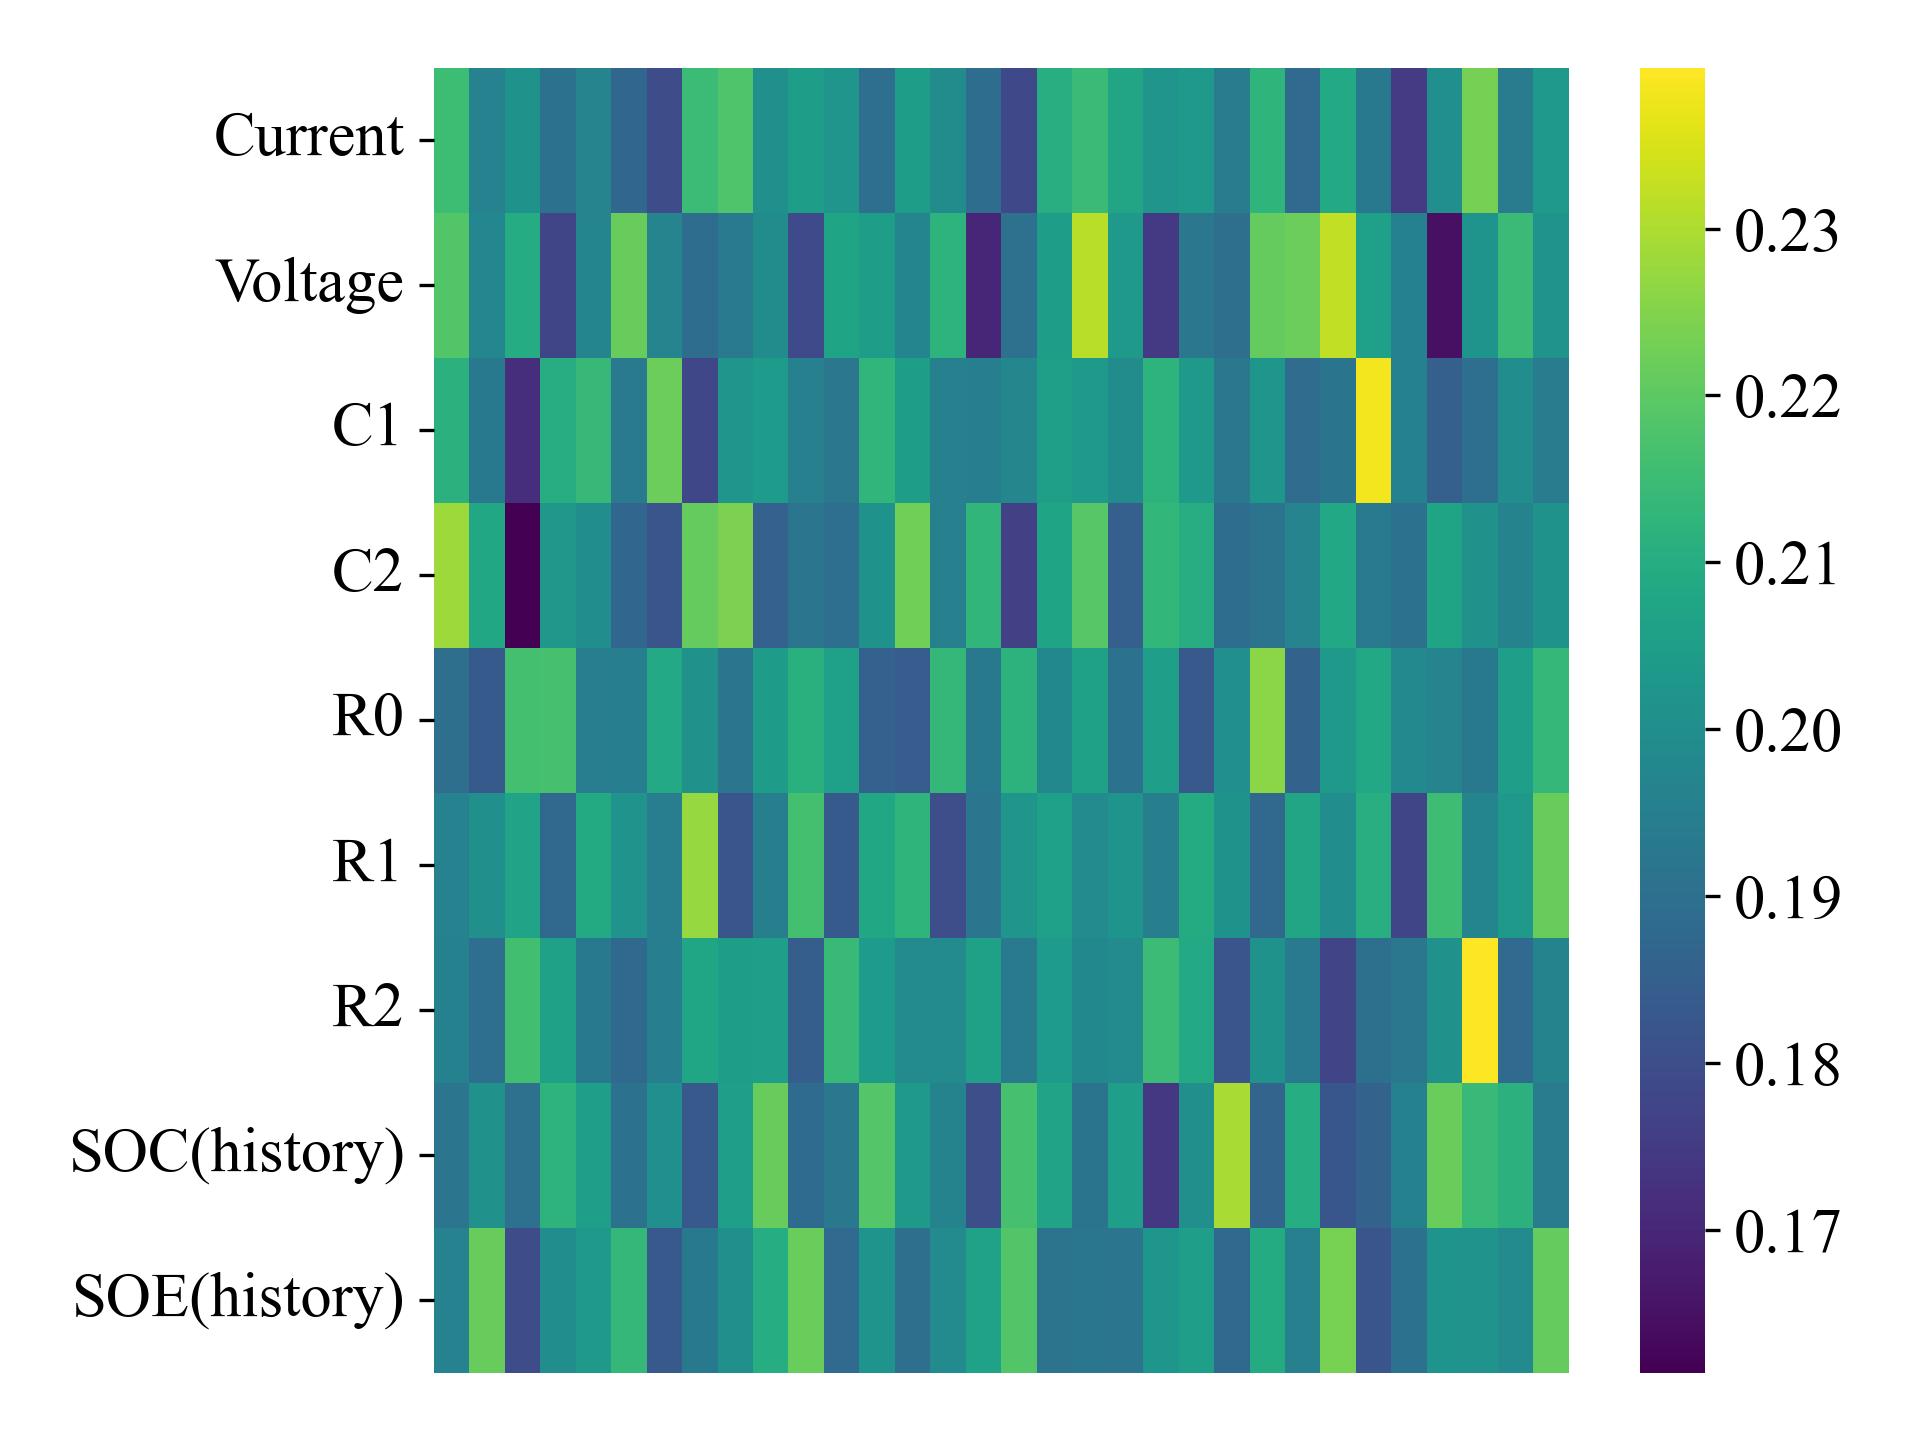 Current
Voltage
C1
C2
R0
R1
R2
SOC(history)
SOE(history)
0.23
0.22
0.21
0.20
0.19
0.18
0.17